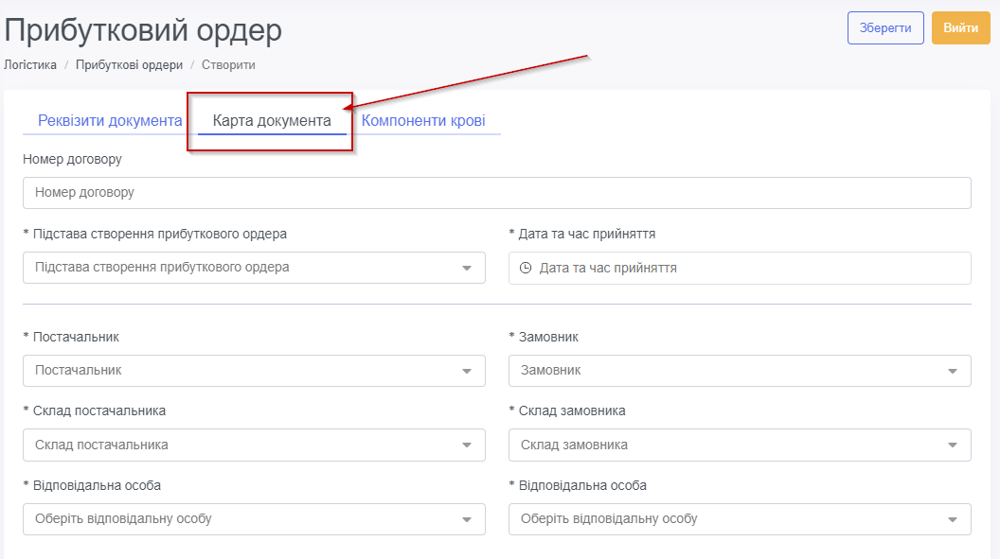 Прибутковий ордер
Зберегти
Вийти
Логістика / Прибуткові ордери / Створити
Реквізити документа
Карта документа
Компоненти крові
Номер договору
Номер договору
* Підстава створення прибуткового ордера
* Дата та час прийняття
Підстава створення прибуткового ордера
Дата та час прийняття
* Постачальник
* Замовник
Постачальник
Замовник
* Склад постачальника
* Склад замовника
Склад постачальника
Склад замовника
* Відповідальна особа
* Відповідальна особа
Оберіть відповідальну особу
Оберіть відповідальну особу